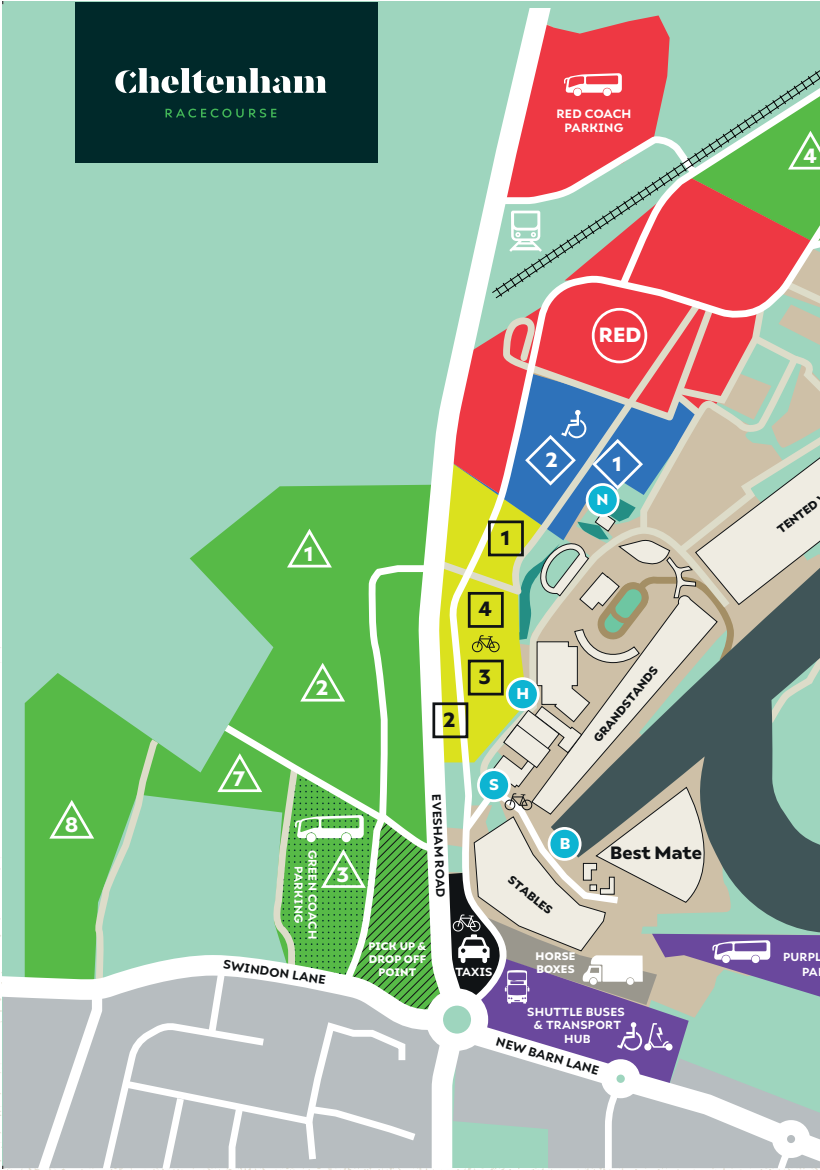 Cheltenham
RACECOURSE
RED COACH
PARKING
4
RED
2
1
N
TENTED
1
1
4
3
2
H
2
GRANDSTANDS
7
8
S
EVESHAM ROAD
B
Best Mate
GREEN COACH
PARKING
3
STABLES
PICK UP &
DROP OFF
POINT
TAXIS
HORSE
BOXES
SWINDON LANE
SHUTTLE BUSES
& TRANSPORT
HUB
NEW BARN LANE